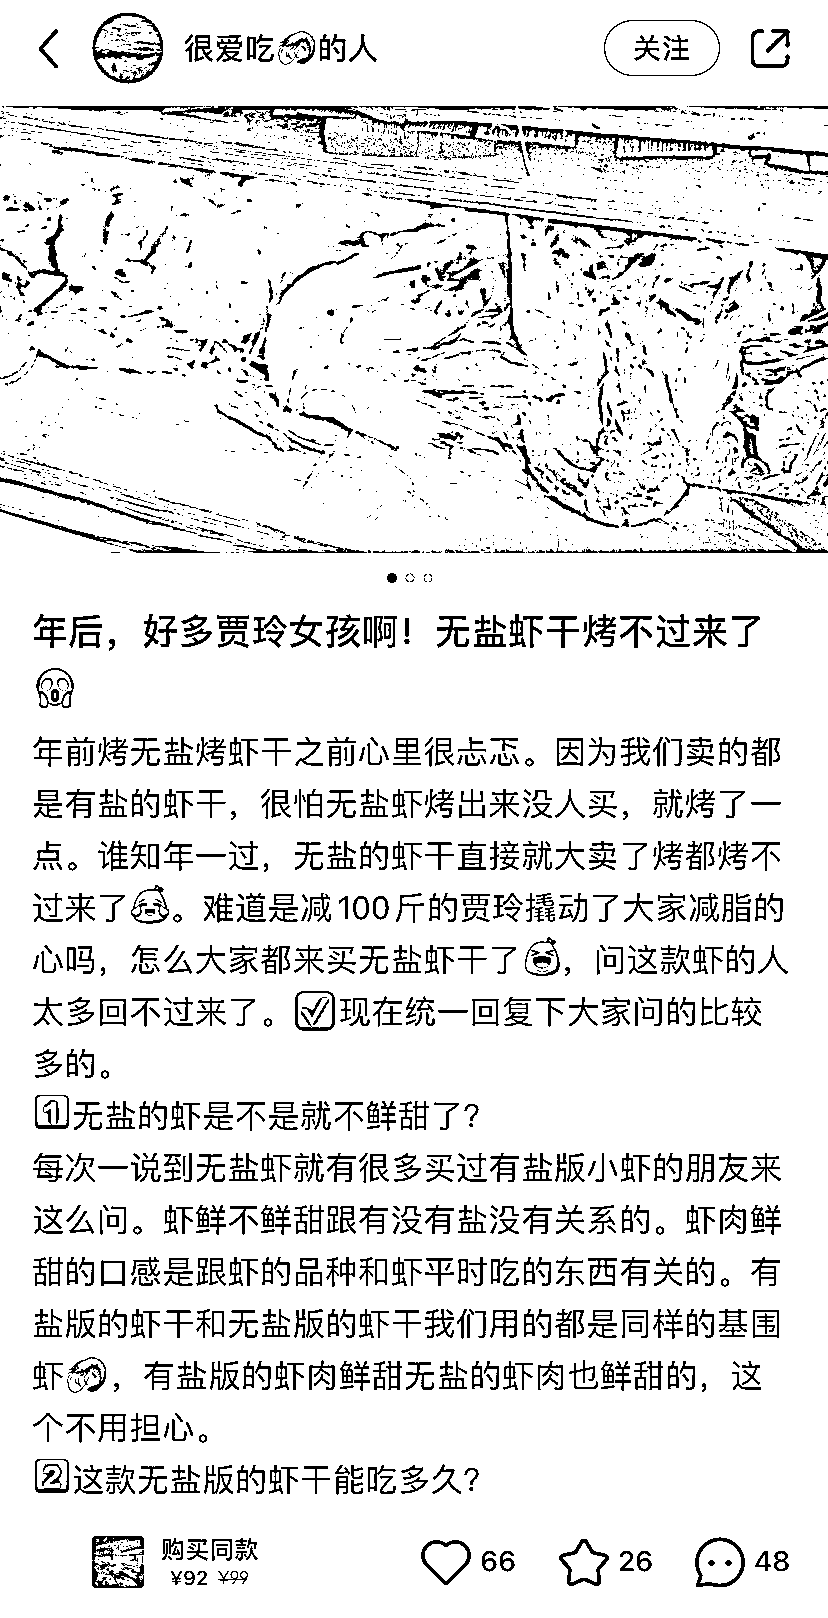 很爱吃🦐的人
关注
年后，好多贾玲女孩啊！无盐虾干烤不过来了
😱
年前烤无盐烤虾干之前心里很忐忑。因为我们卖的都
是有盐的虾干，很怕无盐虾烤出来没人买，就烤了一
点。谁知年一过，无盐的虾干直接就大卖了烤都烤不
过来了😂。难道是减100斤的贾玲撬动了大家减脂的
心吗，怎么大家都来买无盐虾干了😆，问这款虾的人
太多回不过来了。✅现在统一回复下大家问的比较
多的。
1️⃣无盐的虾是不是就不鲜甜了？
每次一说到无盐虾就有很多买过有盐版小虾的朋友来
这么问。虾鲜不鲜甜跟有没有盐没有关系的。虾肉鲜
甜的口感是跟虾的品种和虾平时吃的东西有关的。有
盐版的虾干和无盐版的虾干我们用的都是同样的基围
虾🦐，有盐版的虾肉鲜甜无盐的虾肉也鲜甜的，这
个不用担心。
2️⃣这款无盐版的虾干能吃多久？
购买同款
¥92 ¥99
66
26
48